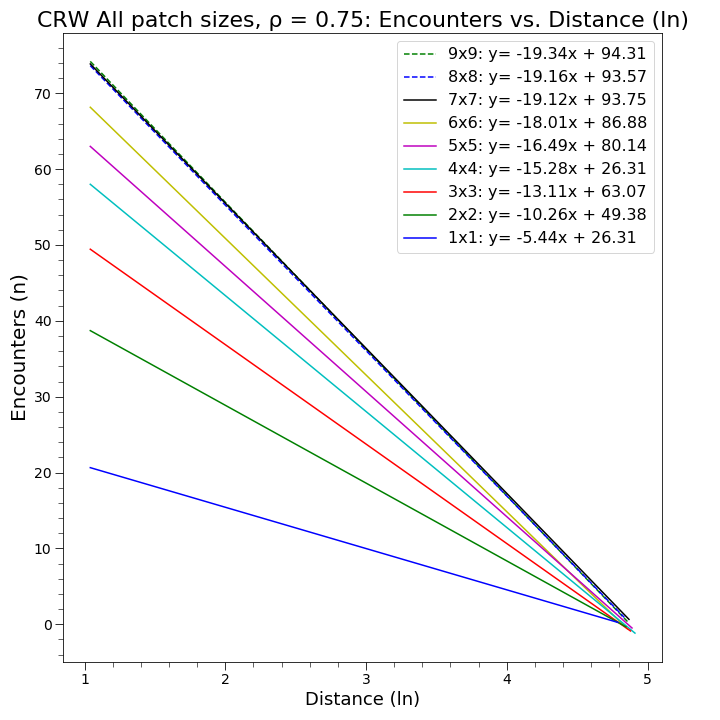 CRW All patch sizes, ρ = 0.75: Encounters vs. Distance (ln)
9x9: y= -19.34x + 94.31
8x8: y= -19.16x + 93.57
7x7: y= -19.12x + 93.75
6x6: y= -18.01x + 86.88
5x5: y= -16.49x + 80.14
4x4: y= -15.28x + 26.31
3x3: y= -13.11x + 63.07
2x2: y= -10.26x + 49.38
1x1: y= -5.44x + 26.31
Encounters (n)
70
60
50
40
30
20
10
0
1 2 3 4 5
Distance (ln)